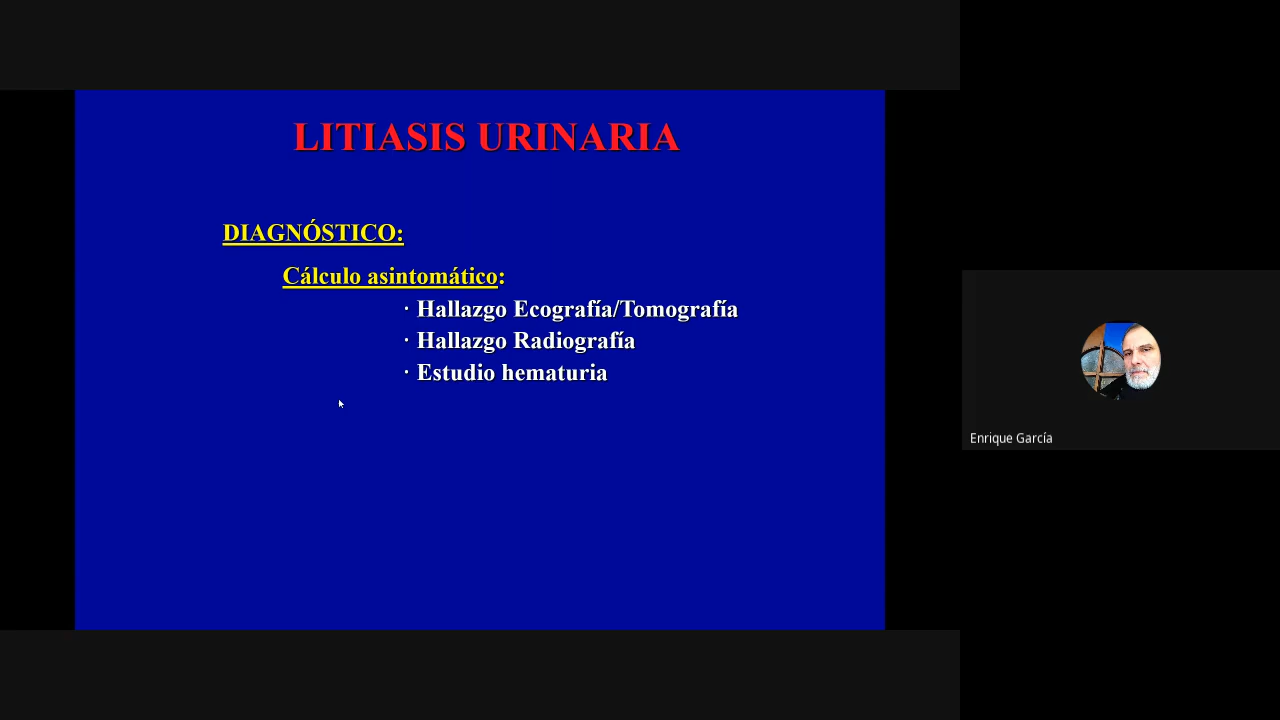 LITIASIS URINARIA
DIAGNÓSTICO:
Cálculo asintomático:
· Hallazgo Ecografía/Tomografía
· Hallazgo Radiografía
· Estudio hematuria
Enrique García